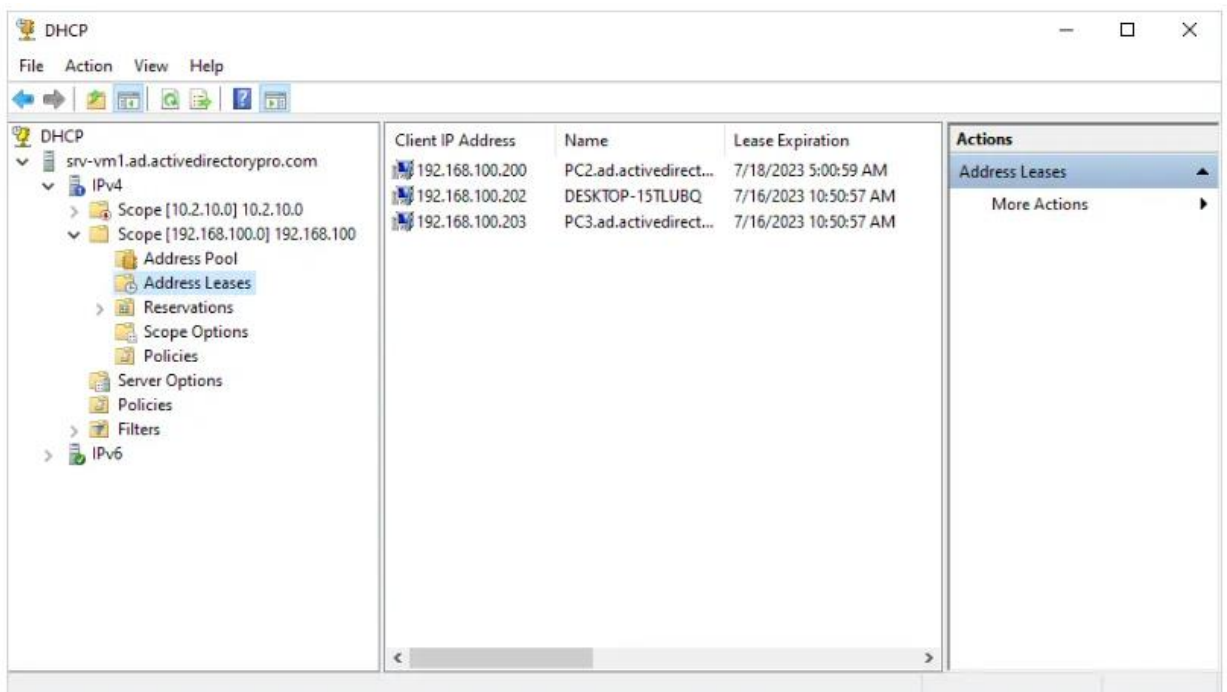 DHCP
File Action View Help
DHCP
srv-vm1.ad.activedirectorypro.com
IPv4
Scope [10.2.10.0] 10.2.10.0
Scope [192.168.100.0] 192.168.100
Address Pool
Address Leases
Reservations
Scope Options
Policies
Server Options
Policies
Filters
IPv6
Client IP Address Name Lease Expiration
192.168.100.200 PC2.ad.activedirect... 7/18/2023 5:00:59 AM
192.168.100.202 DESKTOP-15TLUBQ 7/16/2023 10:50:57 AM
192.168.100.203 PC3.ad.activedirect... 7/16/2023 10:50:57 AM
Actions
Address Leases
More Actions